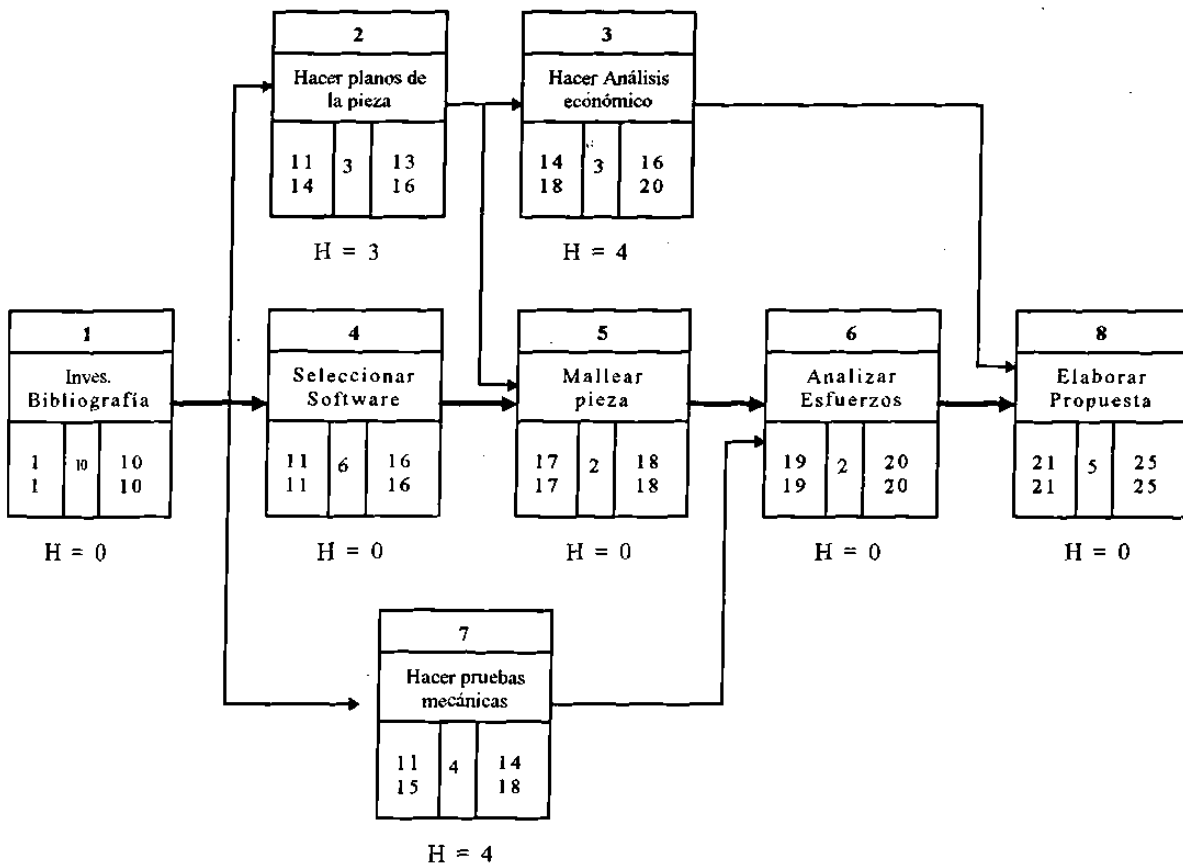 2
Hacer planos de
la pieza
11 3 13
14 16
H = 3
3
Hacer Análisis
económico
14 3 16
18 20
H = 4
1
Inves.
Bibliografía
1 10 10
1 10
H = 0
4
Seleccionar
Software
11 6 16
11 16
H = 0
5
Mallear
pieza
17 2 18
17 18
H = 0
6
Analizar
Esfuerzos
19 2 20
19 20
H = 0
8
Elaborar
Propuesta
21 5 25
21 25
H = 0
7
Hacer pruebas
mecánicas
11 4 14
15 18
H = 4